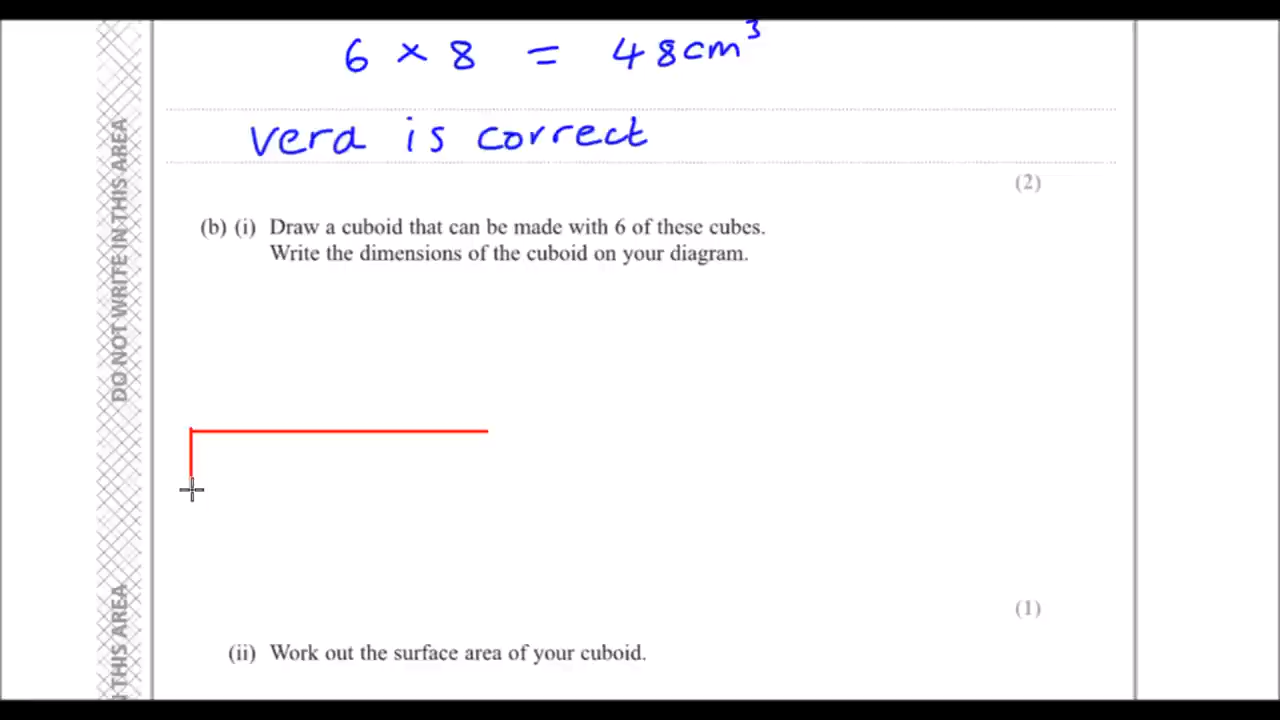 6 × 8 = 48cm³
vera is correct
(2)
(b) (i) Draw a cuboid that can be made with 6 of these cubes.
Write the dimensions of the cuboid on your diagram.
(1)
(ii) Work out the surface area of your cuboid.
DO NOT WRITE IN THIS AREA
N THIS AREA